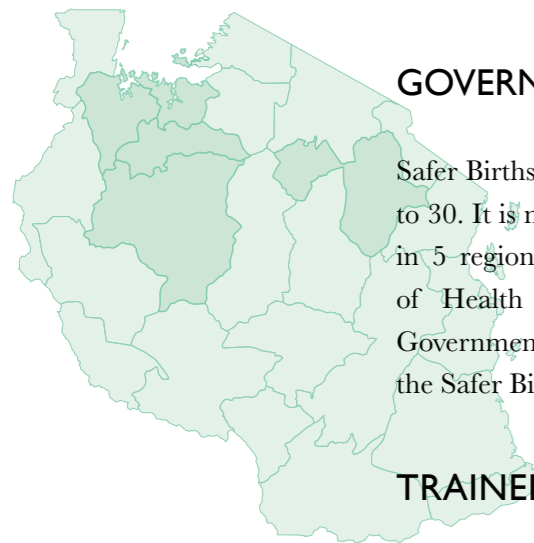 GOVERN
Safer Births
to 30. It is
in 5 region
of Health
Governmen
the Safer Bi
TRAINE